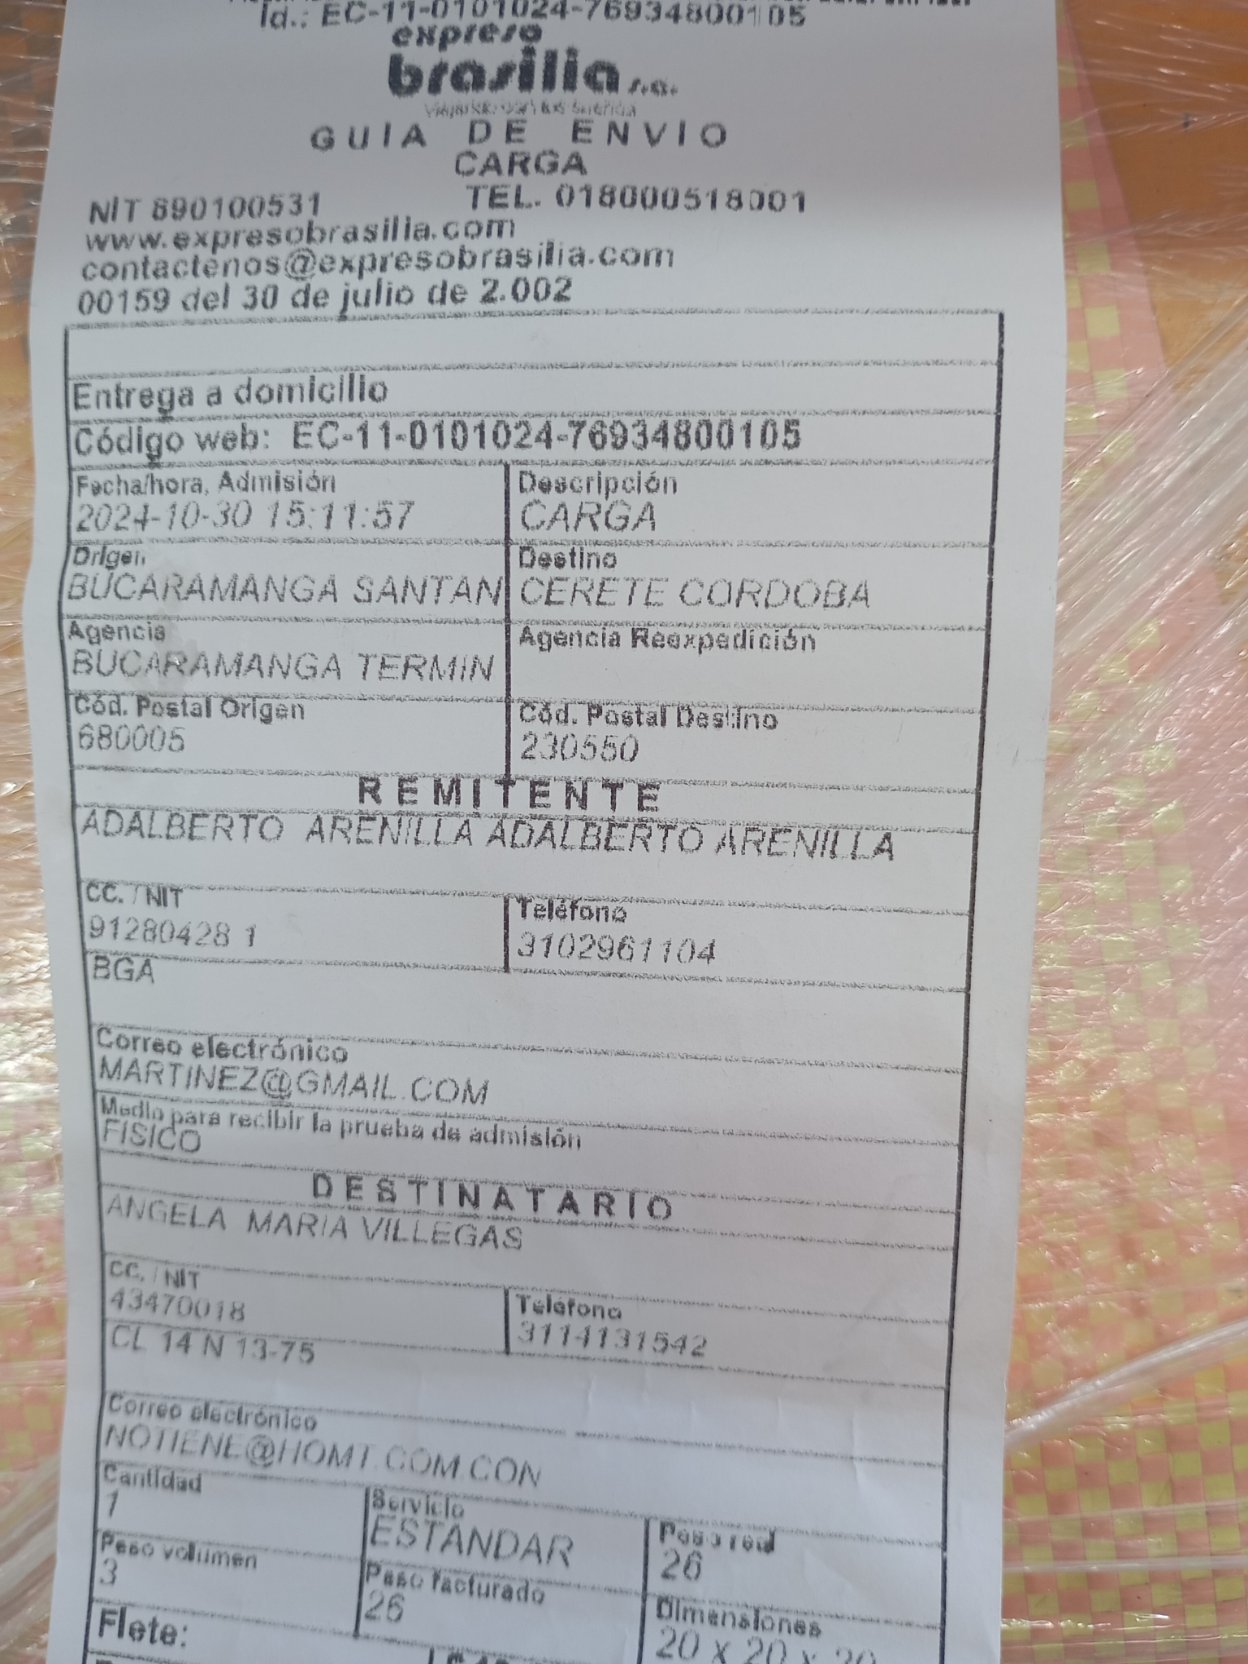 Id.: EC-11-0101024-76934800105
expreso
brasilia s.a.
GUIA DE ENVIO
CARGA
NIT 890100531 TEL. 018000518001
www.expresobrasilia.com
contactenos@expresobrasilia.com
00159 del 30 de julio de 2.002
Entrega a domicilio
Código web: EC-11-0101024-76934800105
Fecha/hora, Admisión Descripción
2024-10-30 15:11:57 CARGA
Origen Destino
BUCARAMANGA SANTAN CERETE CORDOBA
Agencia Agencia Reexpedición
BUCARAMANGA TERMIN
Cód. Postal Origen Cód. Postal Destino
680005 230550
REMITENTE
ADALBERTO ARENILLA ADALBERTO ARENILLA
CC. / NIT Teléfono
91280428 1 3102961104
BGA
Correo electrónico
MARTINEZ@GMAIL.COM
Medio para recibir la prueba de admisión
FISICO
DESTINATARIO
ANGELA MARIA VILLEGAS
CC. / NIT Teléfono
43470018 3114131542
CL 14 N 13-75
Correo electrónico
NOTIENE@HOMT.COM.CON
Cantidad Servicio Peso real
1 ESTANDAR 26
Peso volumen Peso facturado Dimensiones
3 26 20 x 20 x 20
Flete: